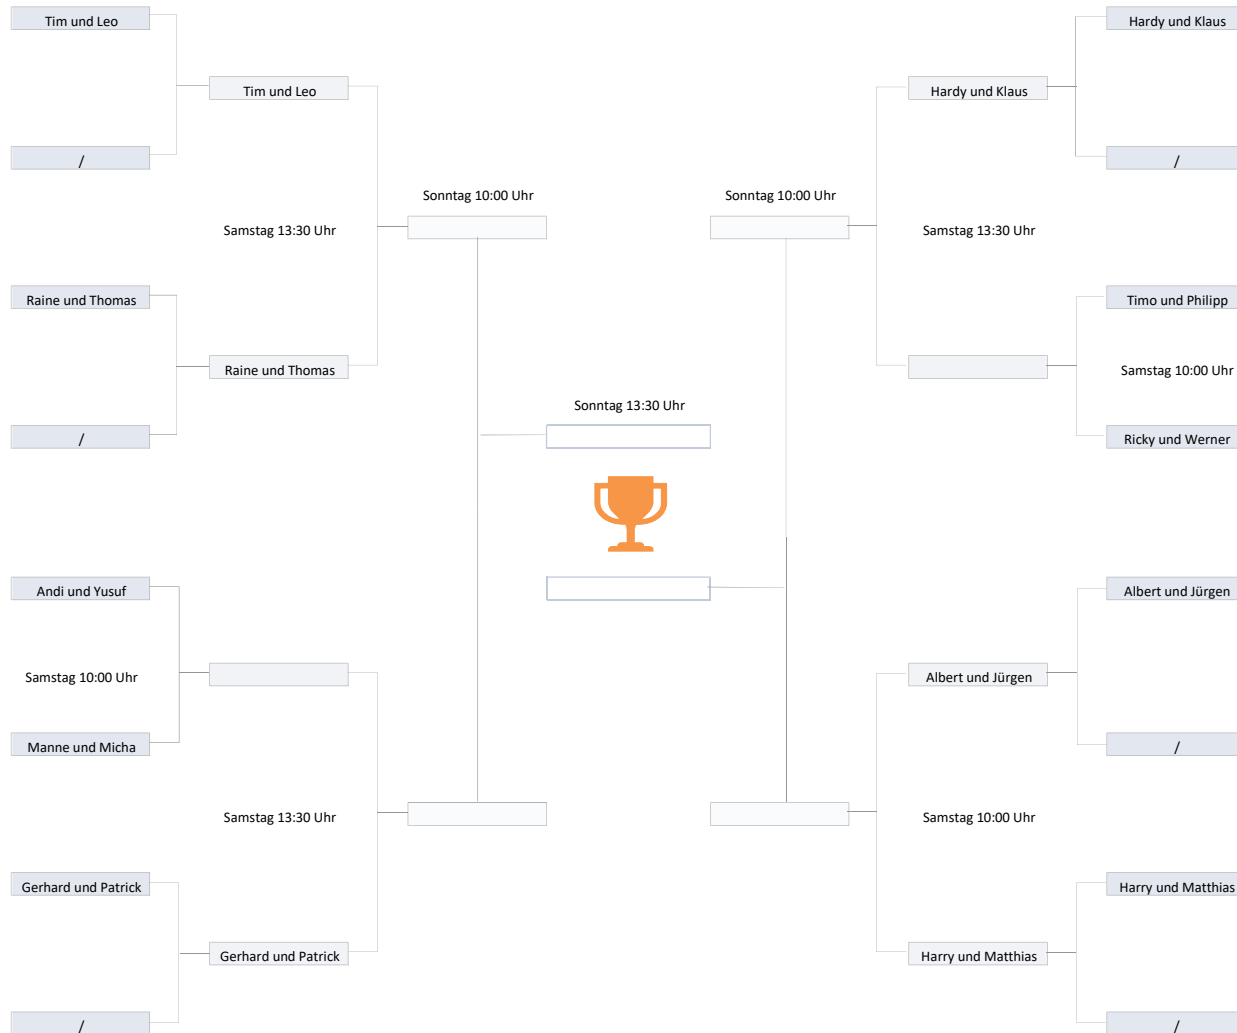 Tim und Leo
Hardy und Klaus
Tim und Leo
Hardy und Klaus
/
/
Sonntag 10:00 Uhr
Sonntag 10:00 Uhr
Samstag 13:30 Uhr
Samstag 13:30 Uhr
Raine und Thomas
Timo und Philipp
Raine und Thomas
Samstag 10:00 Uhr
Sonntag 13:30 Uhr
/
Ricky und Werner
Andi und Yusuf
Albert und Jürgen
Samstag 10:00 Uhr
Albert und Jürgen
Manne und Micha
/
Samstag 13:30 Uhr
Samstag 10:00 Uhr
Gerhard und Patrick
Harry und Matthias
Gerhard und Patrick
Harry und Matthias
/
/